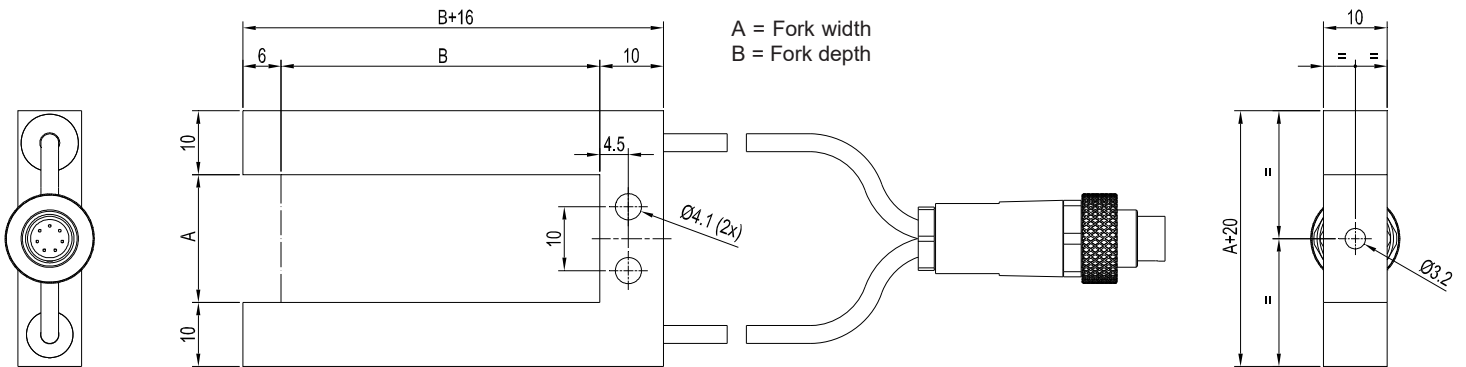 B+16
A = Fork width
B = Fork depth
6
B
10
10
4.5
A
10
Ø4.1 (2x)
10
10
=
=
=
A+20
=
Ø3.2